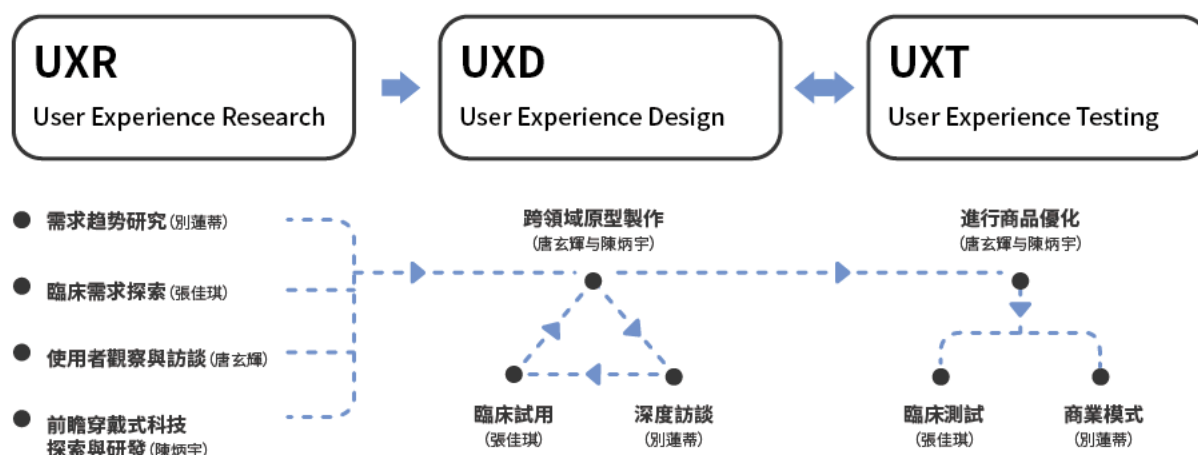 UXR
User Experience Research
UXD
User Experience Design
UXT
User Experience Testing
需求趋势研究(別蓮蒂)
臨床需求探索(張佳琪)
使用者觀察與訪談(唐玄輝)
前瞻穿戴式科技
探索與研發(陳炳宇)
跨領域原型製作
(唐玄輝与陳炳宇)
臨床試用
(張佳琪)
深度訪談
(別蓮蒂)
進行商品優化
(唐玄輝与陳炳宇)
臨床測試
(張佳琪)
商業模式
(別蓮蒂)